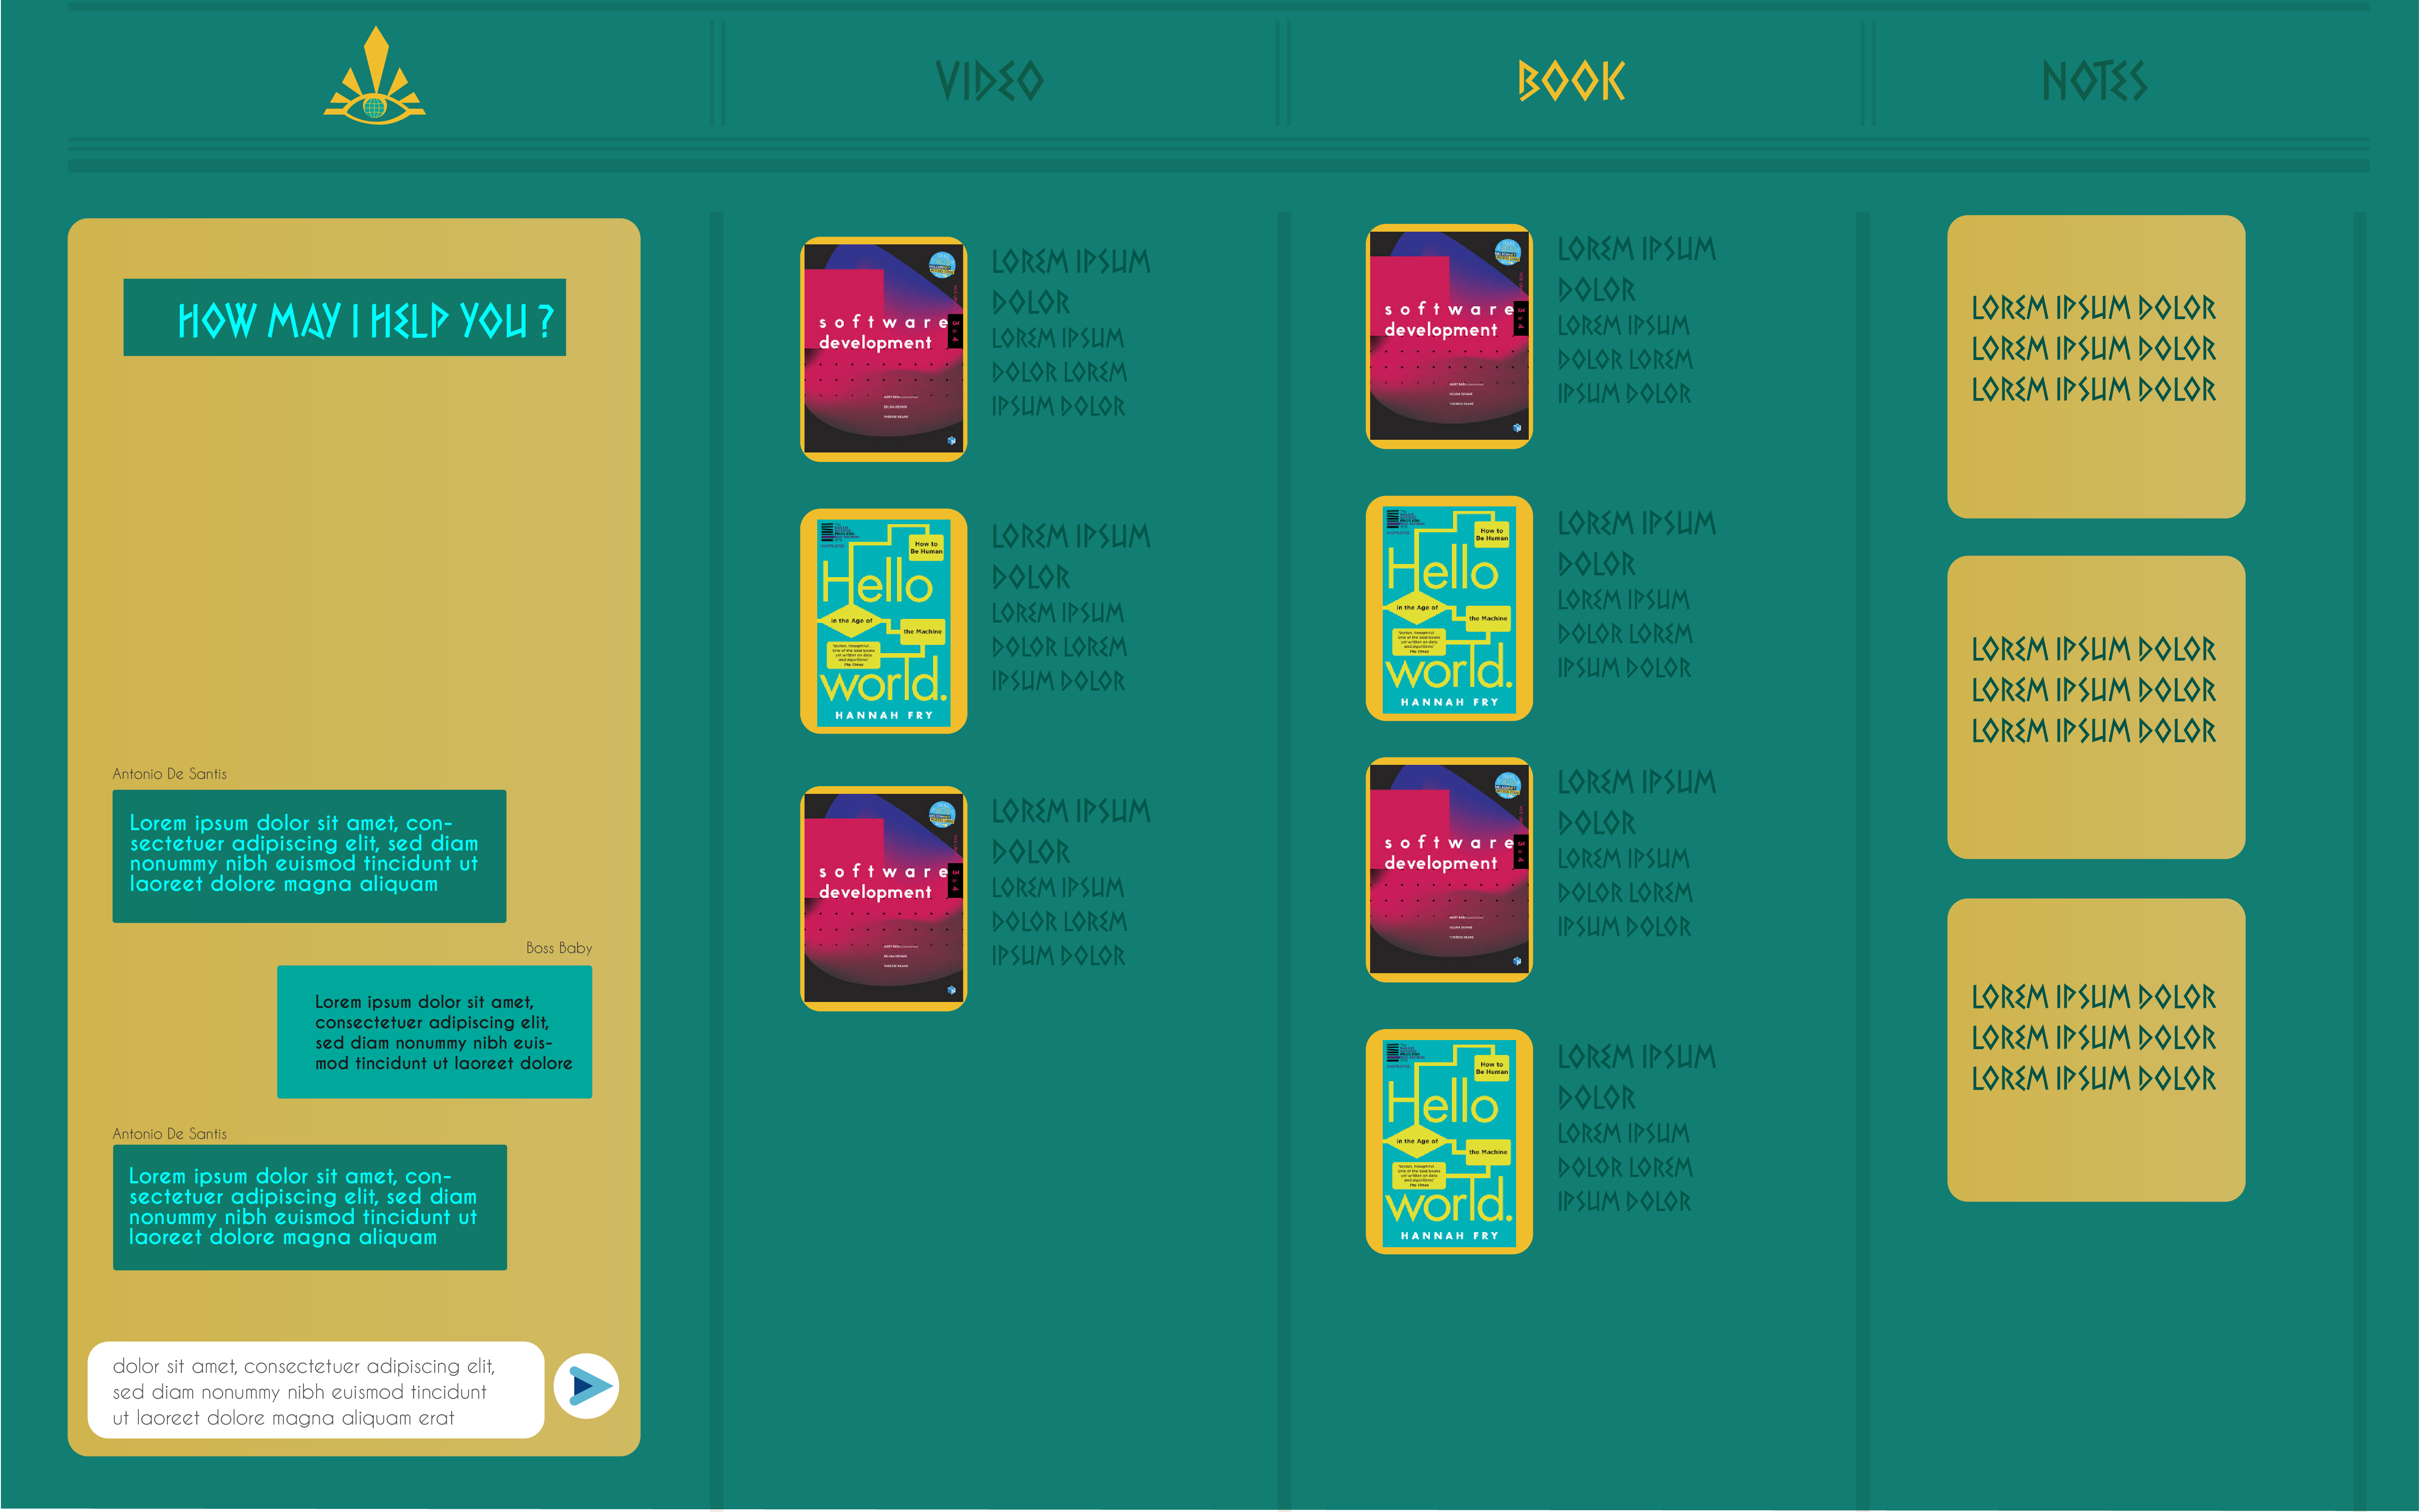 VIDEO
BOOK
NOTES
HOW MAY I HELP YOU ?
Antonio De Santis
Lorem ipsum dolor sit amet, con-
sectetuer adipiscing elit, sed diam
nonummy nibh euismod tincidunt ut
laoreet dolore magna aliquam
Boss Baby
Lorem ipsum dolor sit amet,
consectetuer adipiscing elit,
sed diam nonummy nibh euis-
mod tincidunt ut laoreet dolore
Antonio De Santis
Lorem ipsum dolor sit amet, con-
sectetuer adipiscing elit, sed diam
nonummy nibh euismod tincidunt ut
laoreet dolore magna aliquam
dolor sit amet, consectetuer adipiscing elit,
sed diam nonummy nibh euismod tincidunt
ut laoreet dolore magna aliquam erat
software
development
LOREM IPSUM
DOLOR
LOREM IPSUM
DOLOR LOREM
IPSUM DOLOR
How to
Be Human
Hello
in the Age of
the Machine
world.
HANNAH FRY
LOREM IPSUM
DOLOR
LOREM IPSUM
DOLOR LOREM
IPSUM DOLOR
software
development
LOREM IPSUM
DOLOR
LOREM IPSUM
DOLOR LOREM
IPSUM DOLOR
software
development
LOREM IPSUM
DOLOR
LOREM IPSUM
DOLOR LOREM
IPSUM DOLOR
How to
Be Human
Hello
in the Age of
the Machine
world.
HANNAH FRY
LOREM IPSUM
DOLOR
LOREM IPSUM
DOLOR LOREM
IPSUM DOLOR
software
development
LOREM IPSUM
DOLOR
LOREM IPSUM
DOLOR LOREM
IPSUM DOLOR
How to
Be Human
Hello
in the Age of
the Machine
world.
HANNAH FRY
LOREM IPSUM
DOLOR
LOREM IPSUM
DOLOR LOREM
IPSUM DOLOR
LOREM IPSUM DOLOR
LOREM IPSUM DOLOR
LOREM IPSUM DOLOR
LOREM IPSUM DOLOR
LOREM IPSUM DOLOR
LOREM IPSUM DOLOR
LOREM IPSUM DOLOR
LOREM IPSUM DOLOR
LOREM IPSUM DOLOR